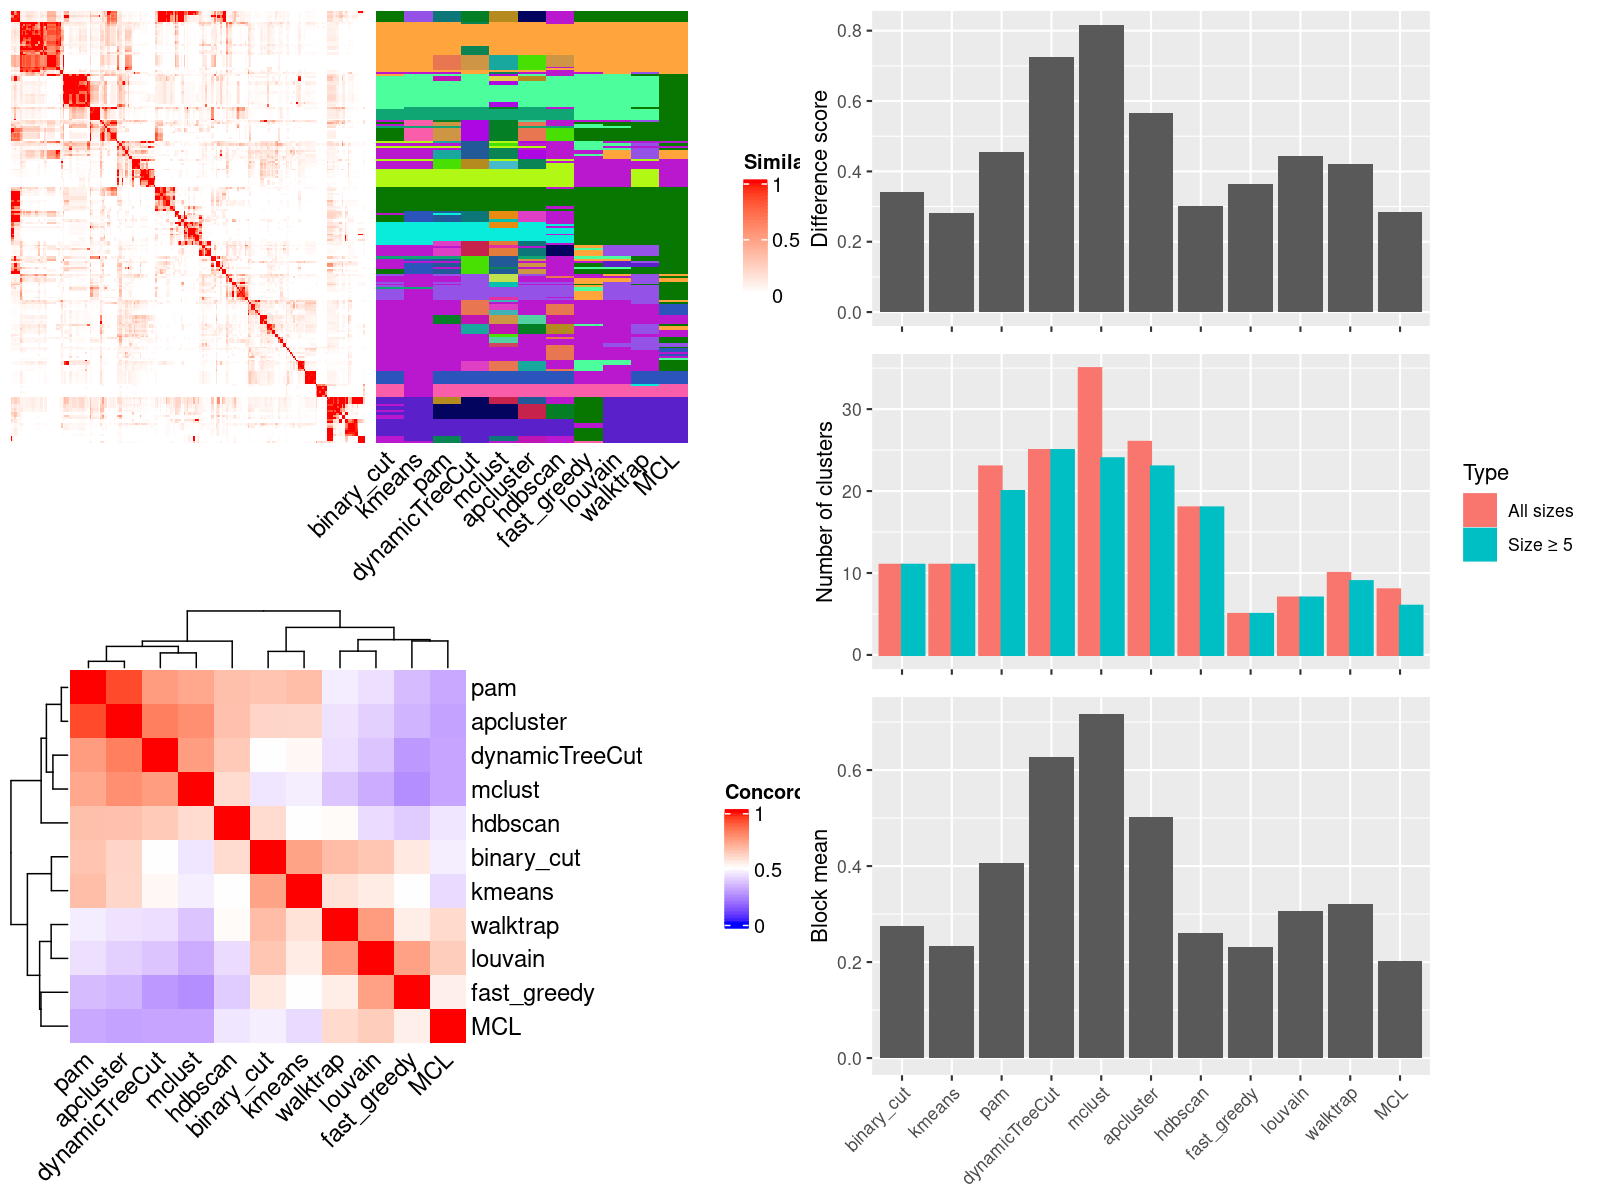 Simila
1
0.5
0
binary_cut
kmeans
pam
dynamicTreeCut
mclust
apcluster
hdbscan
fast_greedy
louvain
walktrap
MCL
pam
apcluster
dynamicTreeCut
mclust
hdbscan
binary_cut
kmeans
walktrap
louvain
fast_greedy
MCL
Concord
1
0.5
0
pam
apcluster
dynamicTreeCut
mclust
hdbscan
binary_cut
kmeans
walktrap
louvain
fast_greedy
MCL
Difference score
0.8
0.6
0.4
0.2
0.0
Number of clusters
30
20
10
0
Type
All sizes
Size ≥ 5
Block mean
0.6
0.4
0.2
0.0
binary_cut
kmeans
pam
dynamicTreeCut
mclust
apcluster
hdbscan
fast_greedy
louvain
walktrap
MCL